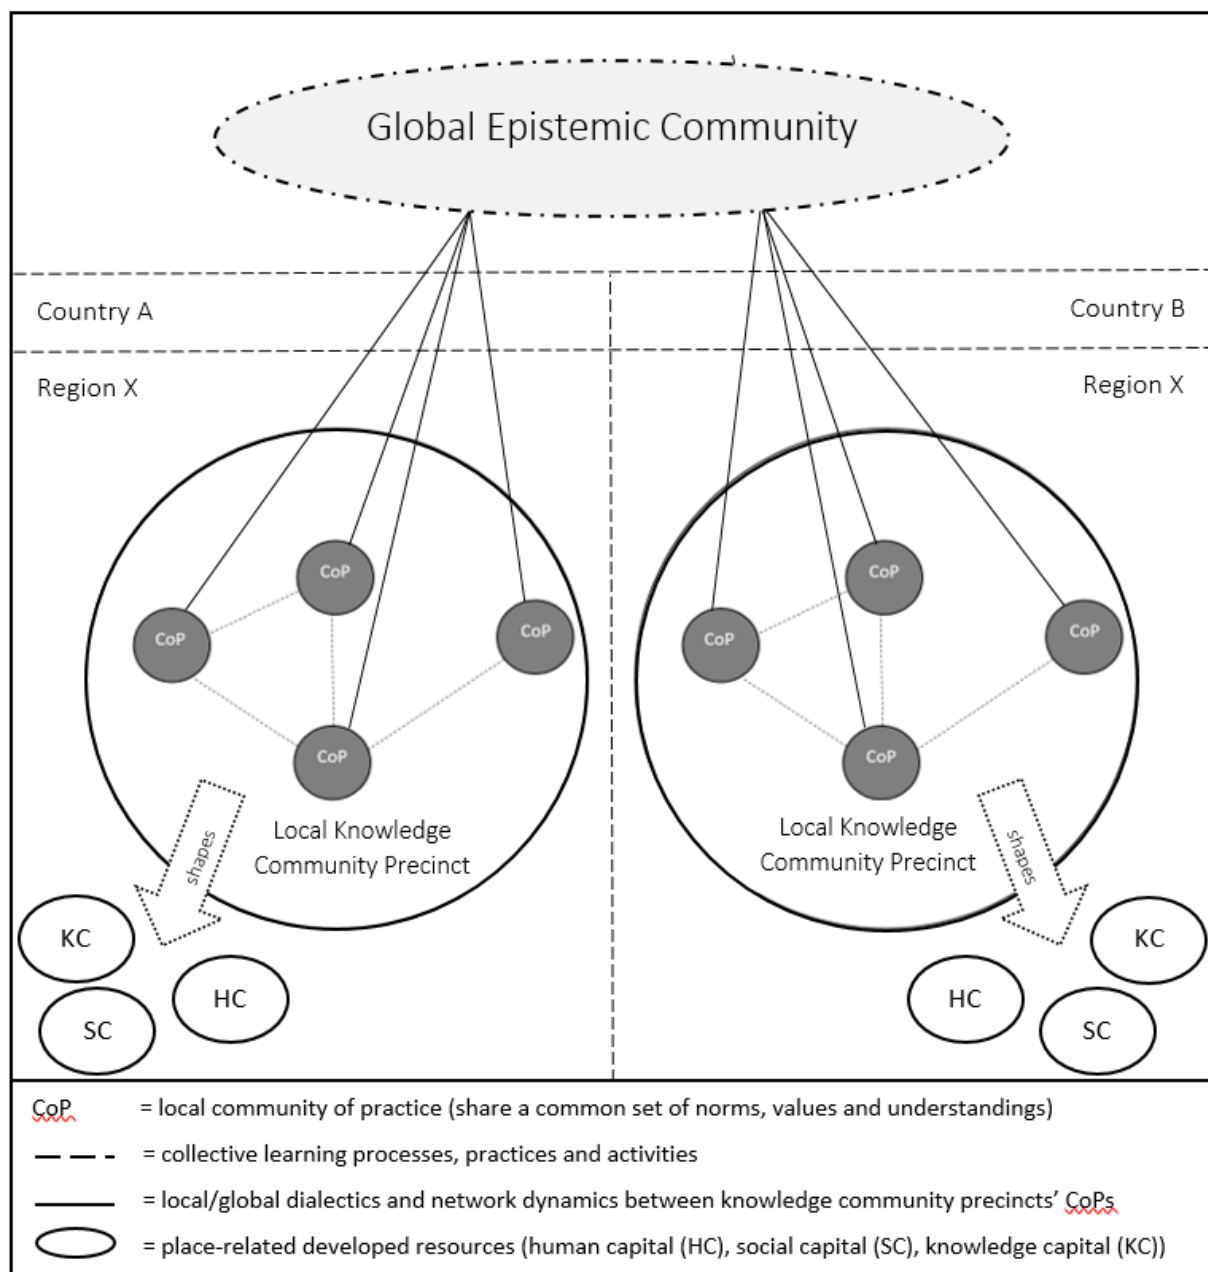 Global Epistemic Community
Country A
Country B
Region X
Region X
CoP
CoP
CoP
CoP
CoP
CoP
CoP
CoP
Local Knowledge
Community Precinct
Local Knowledge
Community Precinct
shapes
shapes
KC
HC
SC
KC
HC
SC
CoP = local community of practice (share a common set of norms, values and understandings)
= collective learning processes, practices and activities
= local/global dialectics and network dynamics between knowledge community precincts’ CoPs
= place-related developed resources (human capital (HC), social capital (SC), knowledge capital (KC))